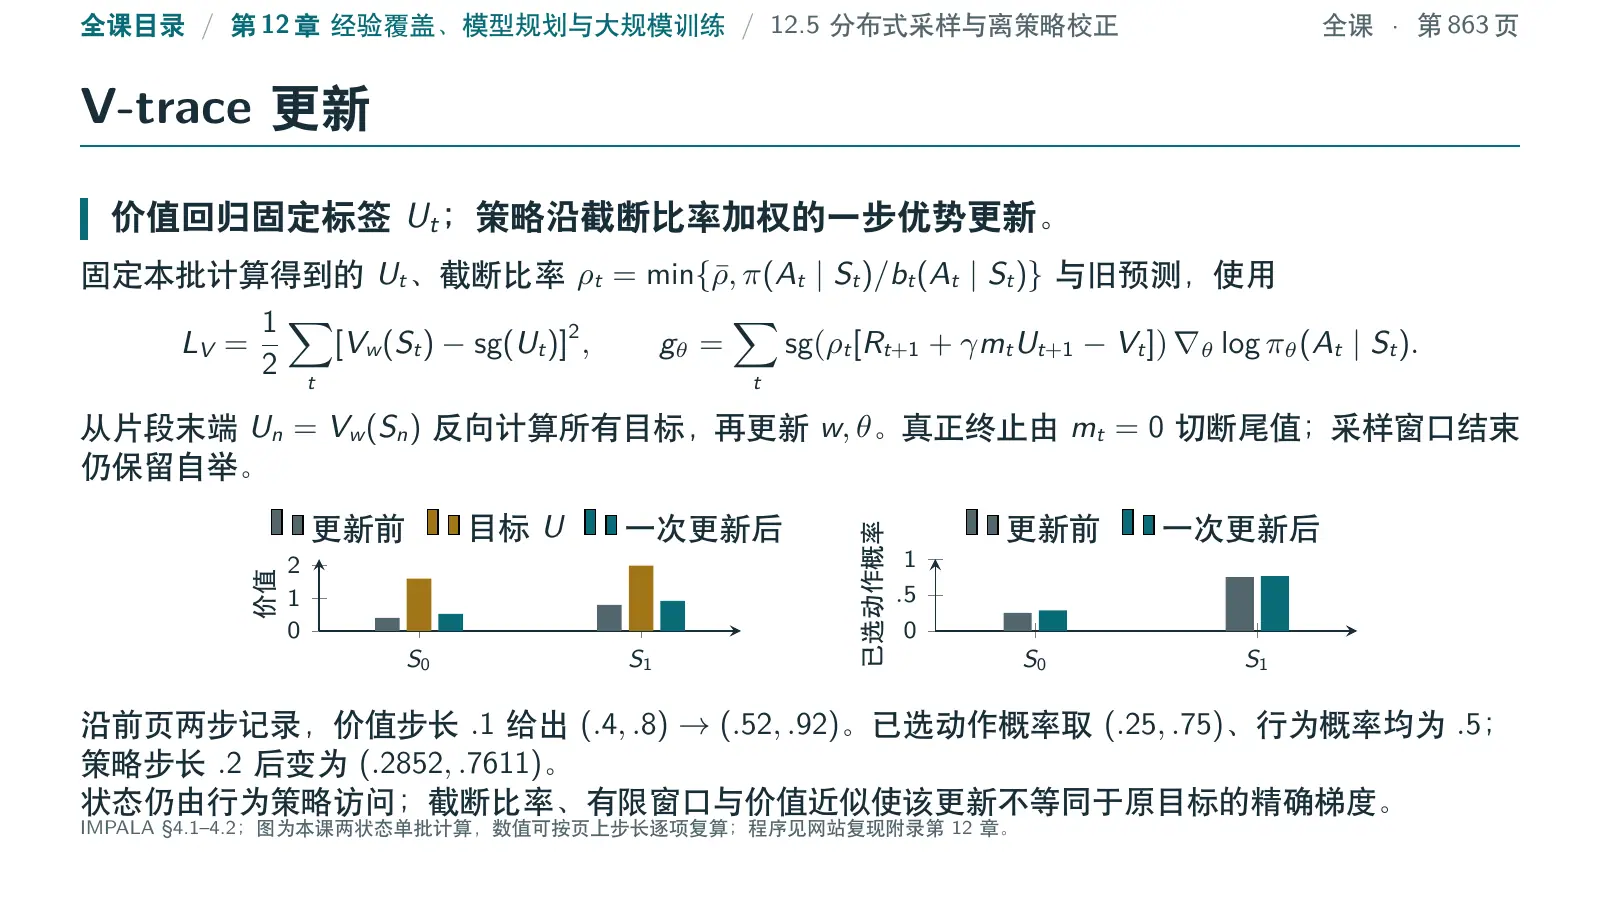 全课目录 / 第 12 章 经验覆盖、模型规划与大规模训练 / 12.5 分布式采样与离策略校正 全课 · 第 863 页
V-trace 更新
价值回归固定标签 U_t；策略沿截断比率加权的一步优势更新。
固定本批计算得到的 U_t、截断比率 ρ_t = min{ρ̄, π(A_t | S_t)/b_t(A_t | S_t)} 与旧预测，使用
L_V = 1/2 ∑_t [V_w(S_t) − sg(U_t)]², g_θ = ∑_t sg(ρ_t[R_{t+1} + γm_tU_{t+1} − V_t]) ∇_θ log π_θ(A_t | S_t).
从片段末端 U_n = V_w(S_n) 反向计算所有目标，再更新 w, θ。真正终止由 m_t = 0 切断尾值；采样窗口结束
仍保留自举。
更新前 目标 U 一次更新后
价值
2
1
0
S_0 S_1
更新前 一次更新后
已选动作概率
1
.5
0
S_0 S_1
沿前页两步记录，价值步长 .1 给出 (.4, .8) → (.52, .92)。已选动作概率取 (.25, .75)、行为概率均为 .5；
策略步长 .2 后变为 (.2852, .7611)。
状态仍由行为策略访问；截断比率、有限窗口与价值近似使该更新不等同于原目标的精确梯度。
IMPALA §4.1–4.2；图为本课两状态单批计算，数值可按页上步长逐项复算；程序见网站复现附录第 12 章。